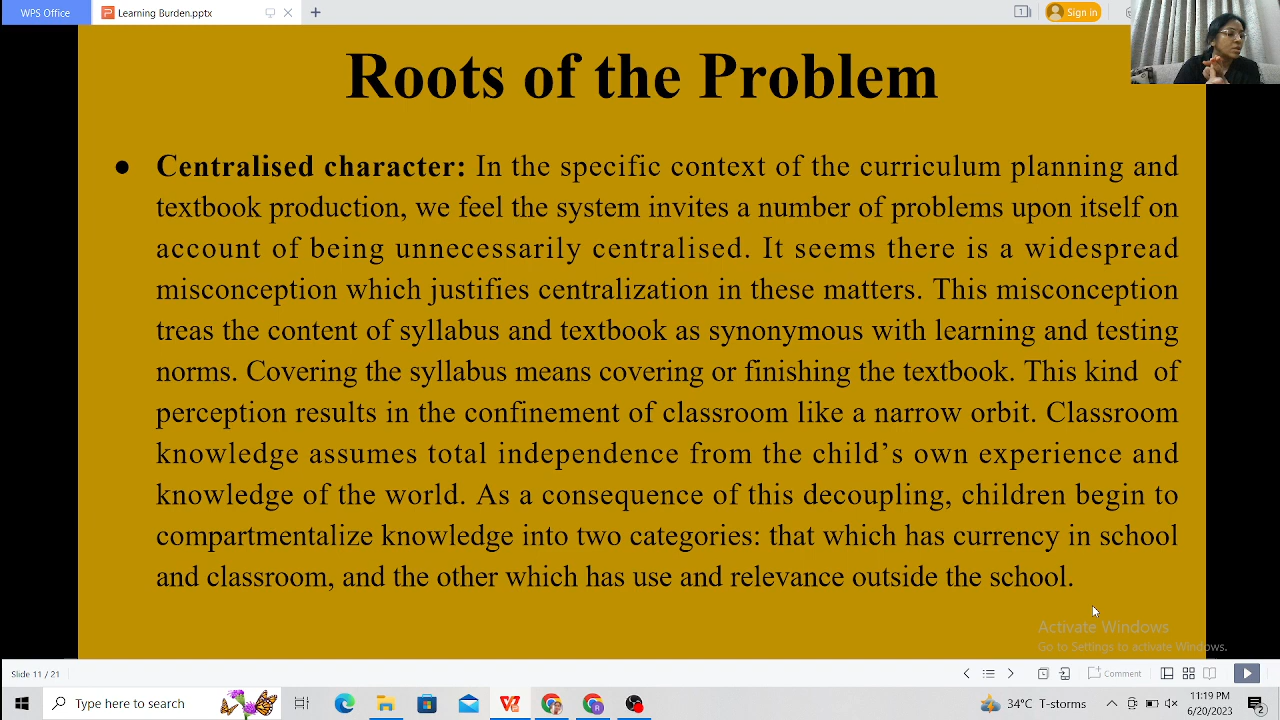 WPS Office
Learning Burden.pptx
+
1
Sign in
Roots of the Problem
● Centralised character: In the specific context of the curriculum planning and
textbook production, we feel the system invites a number of problems upon itself on
account of being unnecessarily centralised. It seems there is a widespread
misconception which justifies centralization in these matters. This misconception
treas the content of syllabus and textbook as synonymous with learning and testing
norms. Covering the syllabus means covering or finishing the textbook. This kind of
perception results in the confinement of classroom like a narrow orbit. Classroom
knowledge assumes total independence from the child’s own experience and
knowledge of the world. As a consequence of this decoupling, children begin to
compartmentalize knowledge into two categories: that which has currency in school
and classroom, and the other which has use and relevance outside the school.
Activate Windows
Go to Settings to activate Windows.
Slide 11 / 21
Comment
Type here to search
34°C T-storms
11:19 PM
6/20/2023
2